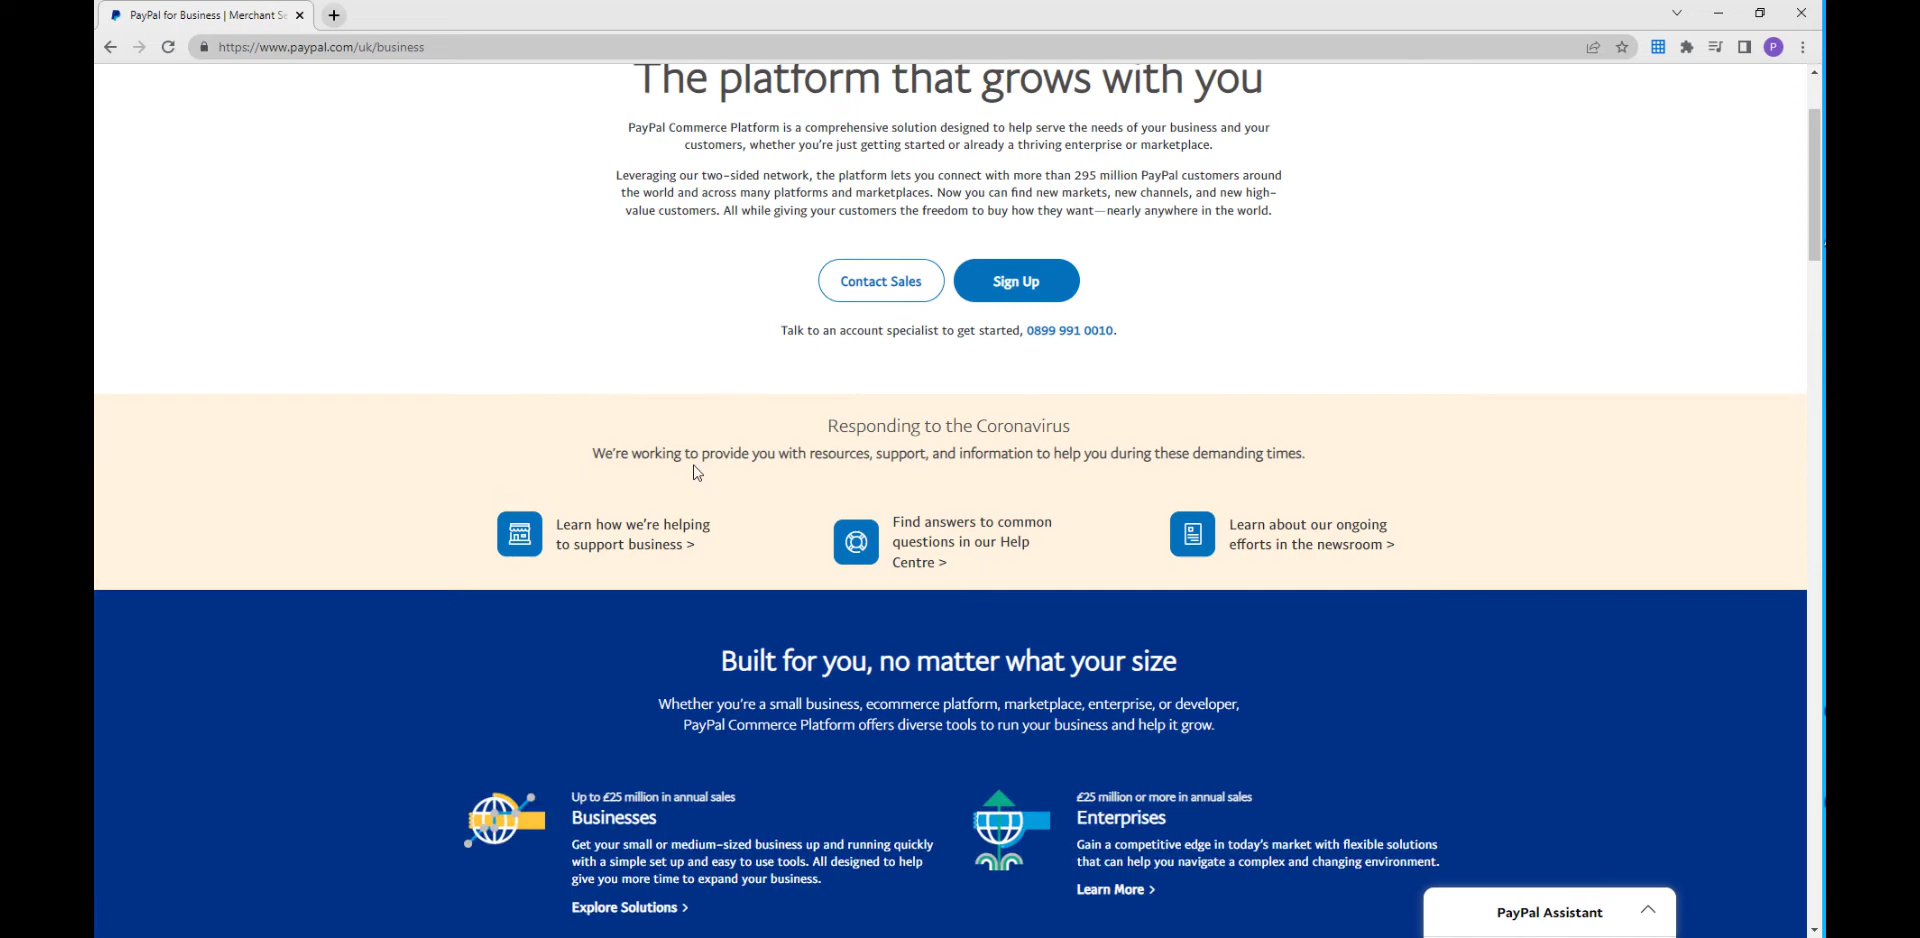 PayPal for Business | Merchant Se
https://www.paypal.com/uk/business
P
The platform that grows with you
PayPal Commerce Platform is a comprehensive solution designed to help serve the needs of your business and your
customers, whether you're just getting started or already a thriving enterprise or marketplace.
Leveraging our two-sided network, the platform lets you connect with more than 295 million PayPal customers around
the world and across many platforms and marketplaces. Now you can find new markets, new channels, and new high-
value customers. All while giving your customers the freedom to buy how they want—nearly anywhere in the world.
Contact Sales
Sign Up
Talk to an account specialist to get started, 0899 991 0010.
Responding to the Coronavirus
We're working to provide you with resources, support, and information to help you during these demanding times.
Learn how we're helping
to support business >
Find answers to common
questions in our Help
Centre >
Learn about our ongoing
efforts in the newsroom >
Built for you, no matter what your size
Whether you're a small business, ecommerce platform, marketplace, enterprise, or developer,
PayPal Commerce Platform offers diverse tools to run your business and help it grow.
Up to £25 million in annual sales
Businesses
Get your small or medium-sized business up and running quickly
with a simple set up and easy to use tools. All designed to help
give you more time to expand your business.
Explore Solutions >
£25 million or more in annual sales
Enterprises
Gain a competitive edge in today's market with flexible solutions
that can help you navigate a complex and changing environment.
Learn More >
PayPal Assistant